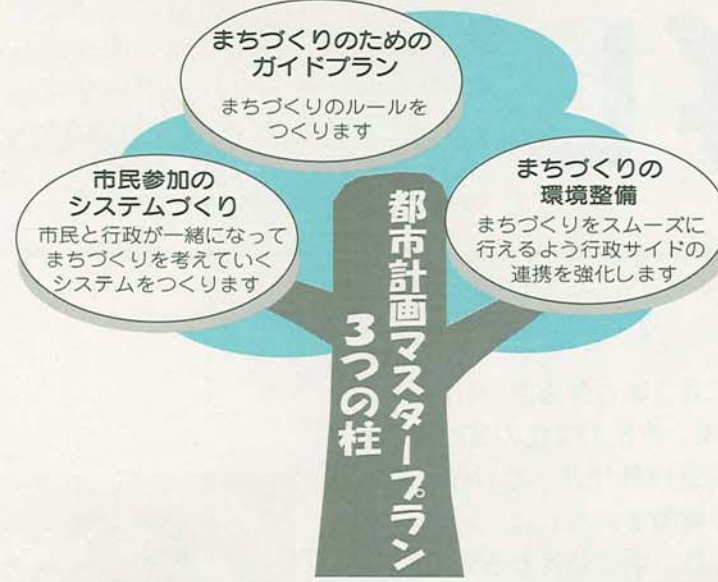 まちづくりのための
ガイドプラン
まちづくりのルールを
つくります
市民参加の
システムづくり
市民と行政が一緒になって
まちづくりを考えていく
システムをつくります
まちづくりの
環境整備
まちづくりをスムーズに
行えるよう行政サイドの
連携を強化します
都市計画マスタープラン
3つの柱